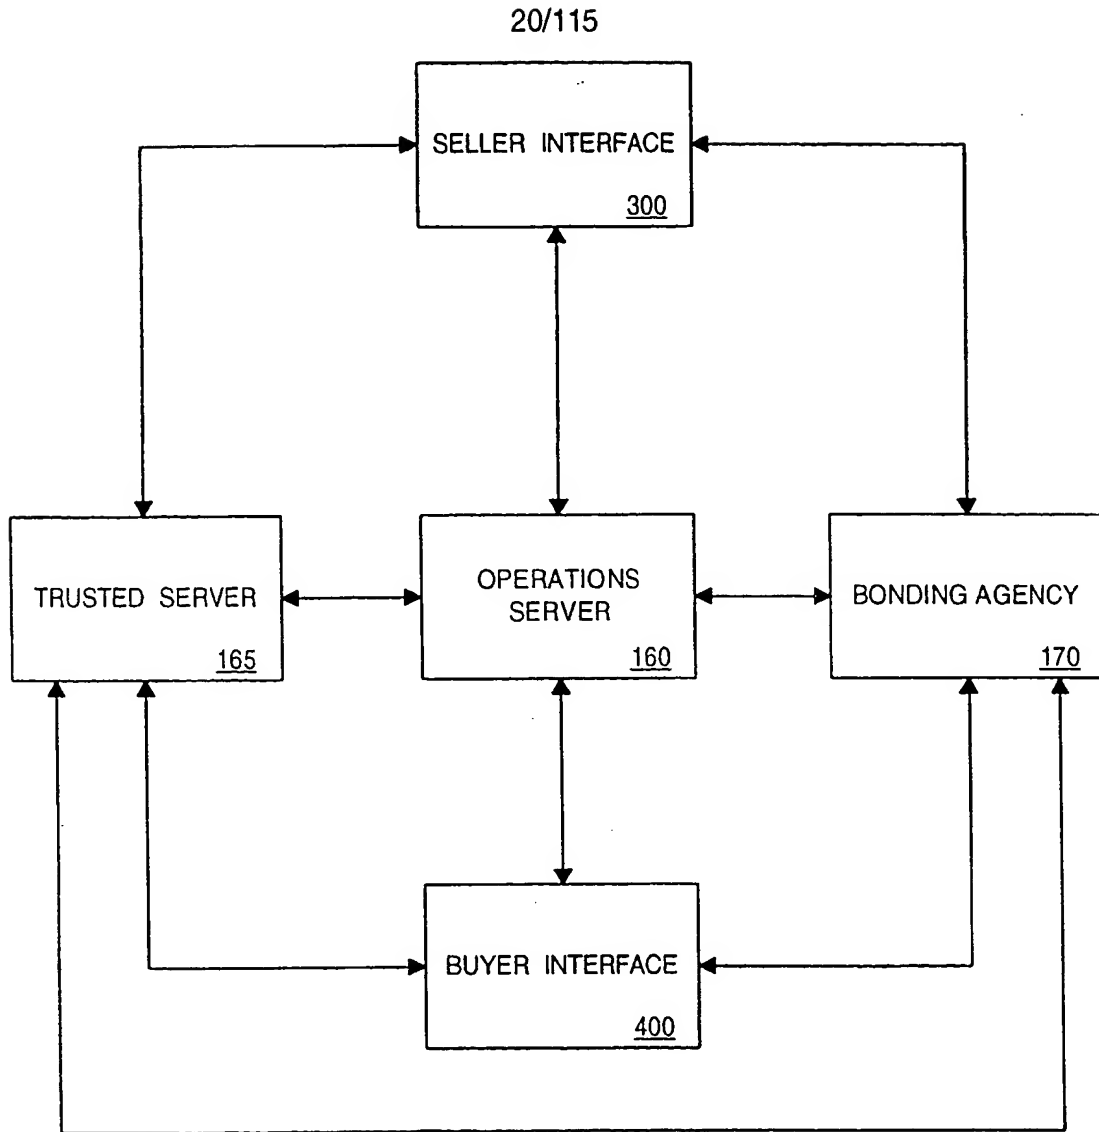 20/115
SELLER INTERFACE
300
TRUSTED SERVER
165
OPERATIONS
SERVER
160
BONDING AGENCY
170
BUYER INTERFACE
400